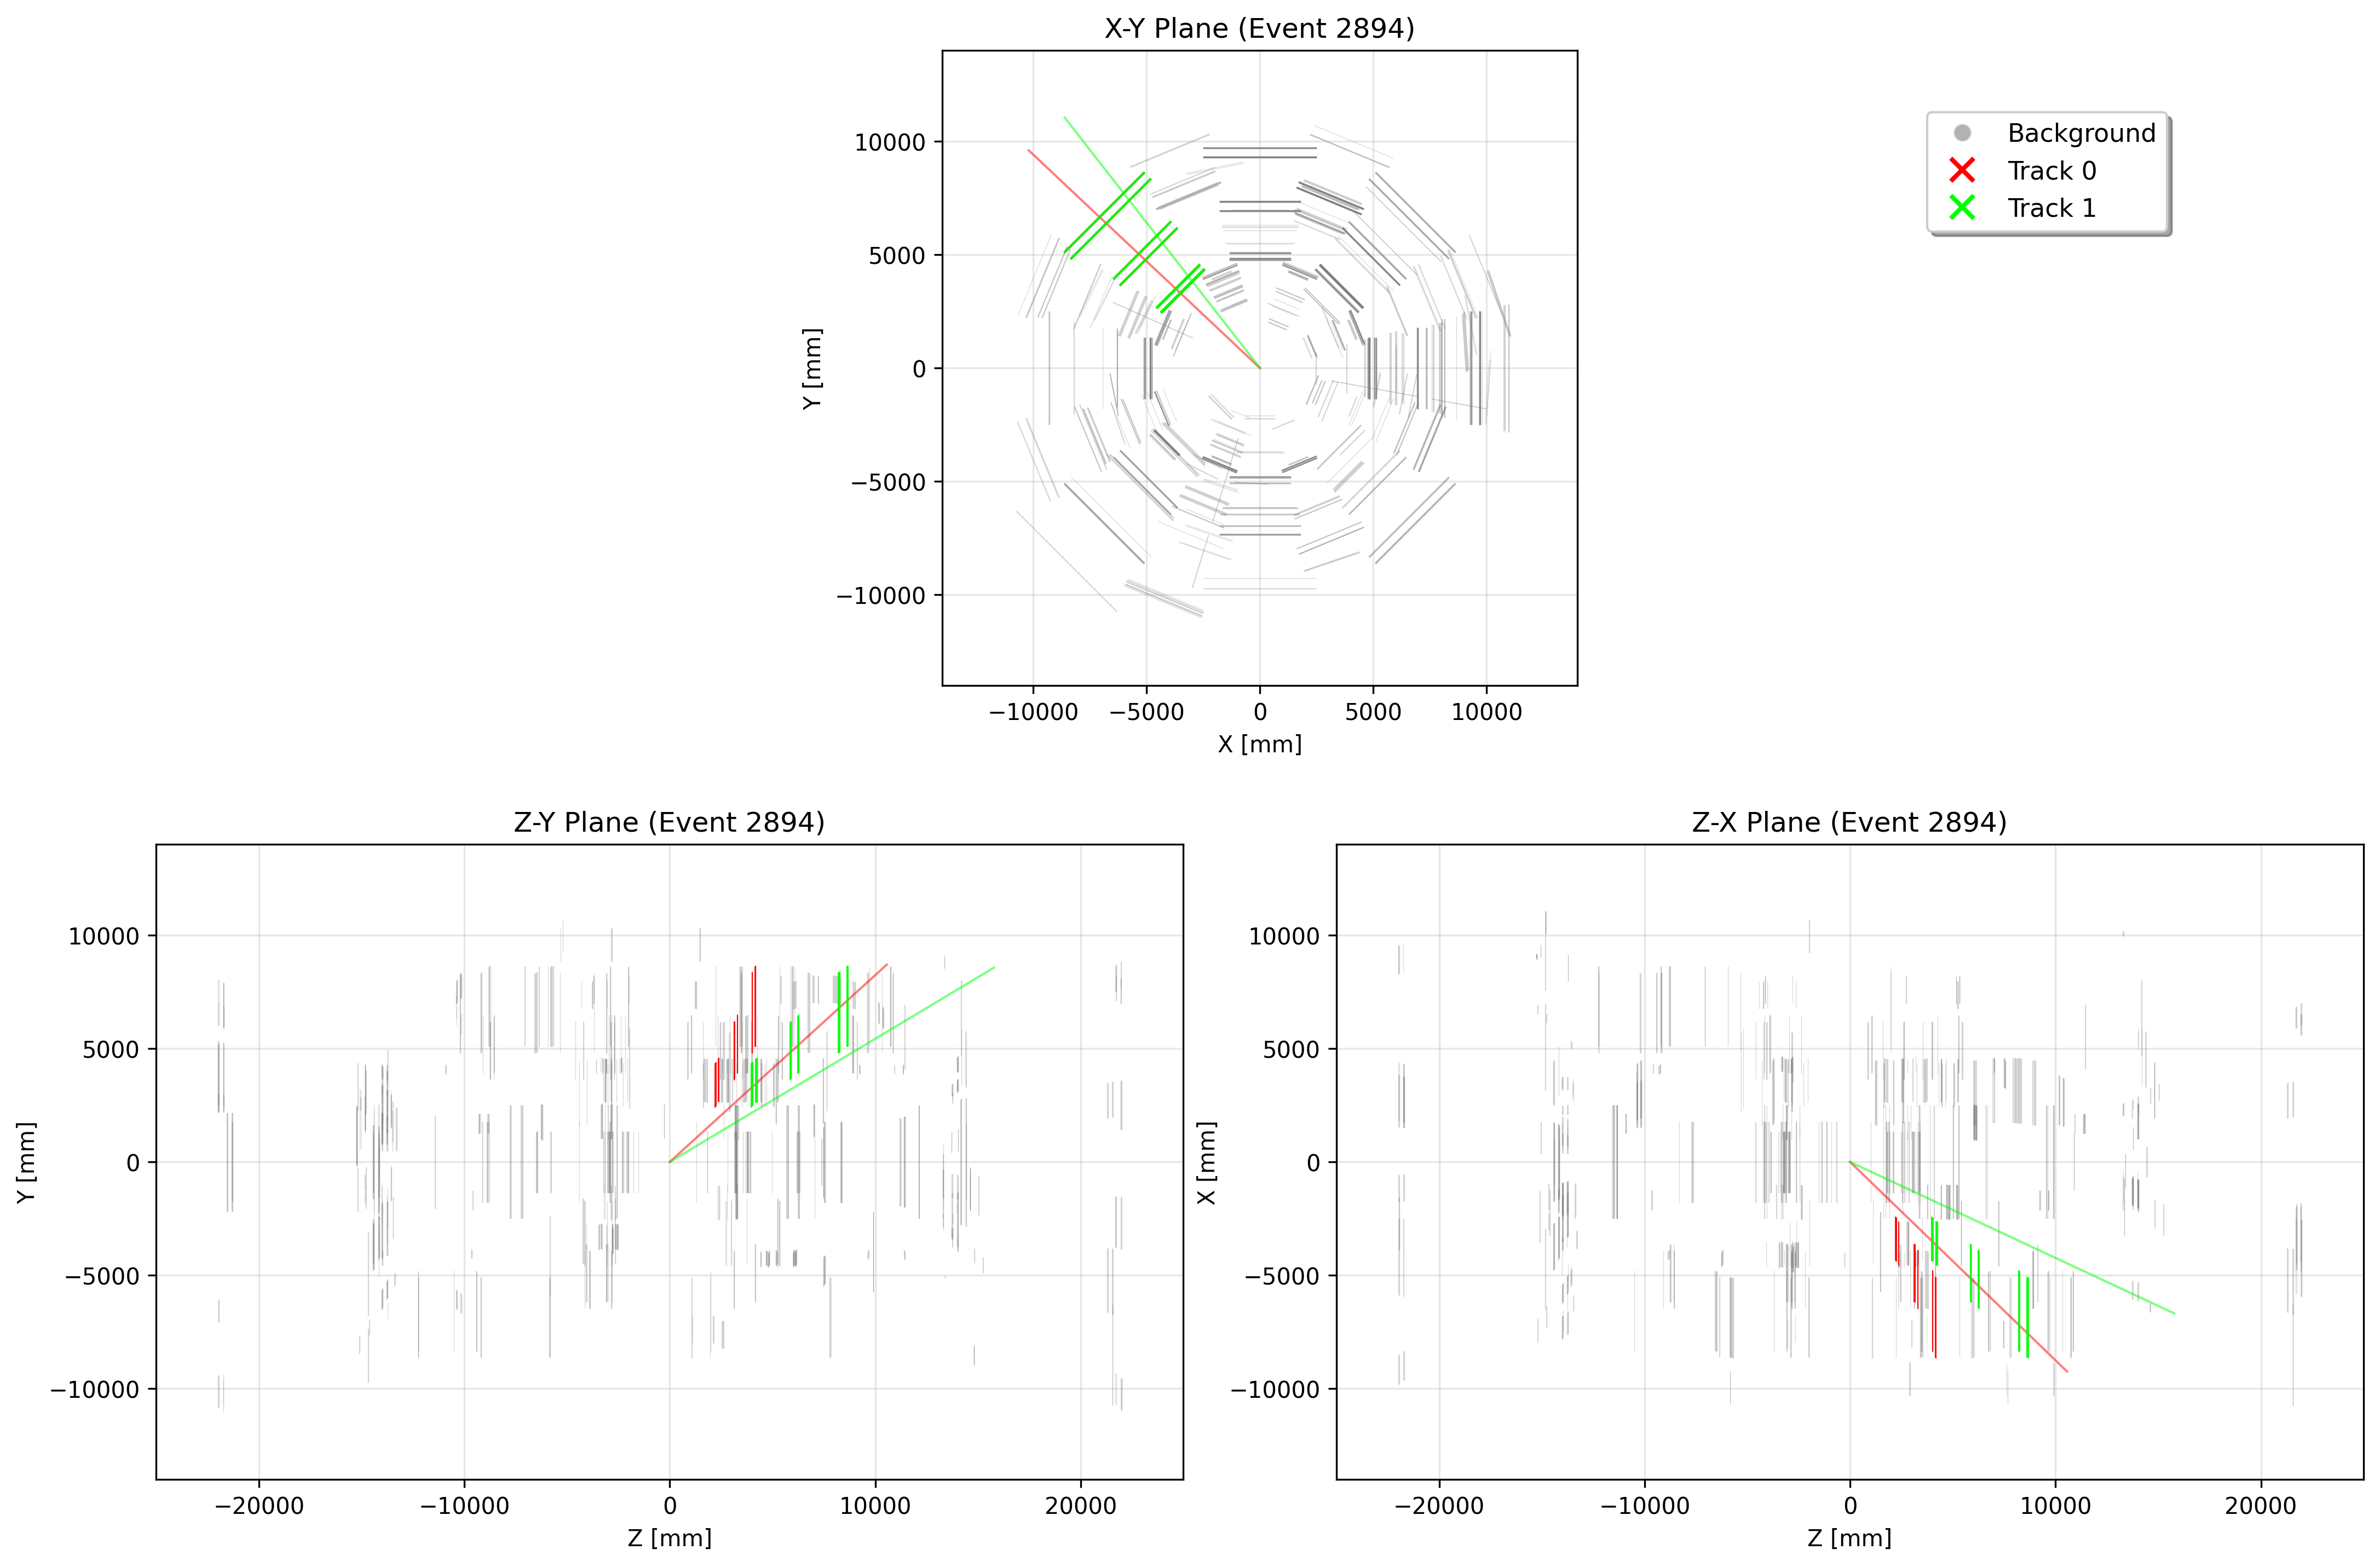 X-Y Plane (Event 2894)
Background
Track 0
Track 1
10000
5000
0
−5000
−10000
Y [mm]
−10000 −5000 0 5000 10000
X [mm]
Z-Y Plane (Event 2894)
10000
5000
0
−5000
−10000
Y [mm]
−20000 −10000 0 10000 20000
Z [mm]
Z-X Plane (Event 2894)
10000
5000
0
−5000
−10000
X [mm]
−20000 −10000 0 10000 20000
Z [mm]